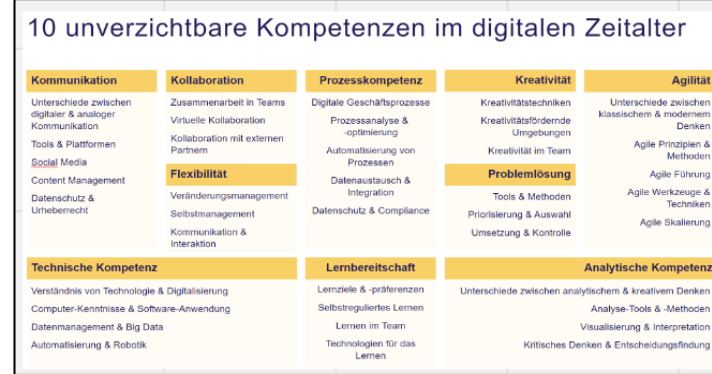 10 unverzichtbare Kompetenzen im digitalen Zeitalter
Kommunikation
Unterschiede zwischen
digitaler & analoger
Kommunikation
Tools & Plattformen
Social Media
Content Management
Datenschutz &
Urheberrecht
Kollaboration
Zusammenarbeit in Teams
Virtuelle Kollaboration
Kollaboration mit externen
Partnern
Flexibilität
Veränderungsmanagement
Selbstmanagement
Kommunikation &
Interaktion
Prozesskompetenz
Digitale Geschäftsprozesse
Prozessanalyse &
-optimierung
Automatisierung von
Prozessen
Datenaustausch &
Integration
Datenschutz & Compliance
Kreativität
Kreativitätstechniken
Kreativitätsfördernde
Umgebungen
Kreativität im Team
Problemlösung
Tools & Methoden
Priorisierung & Auswahl
Umsetzung & Kontrolle
Agilität
Unterschiede zwischen
klassischem & modernem
Denken
Agile Prinzipien &
Methoden
Agile Führung
Agile Werkzeuge &
Techniken
Agile Skalierung
Technische Kompetenz
Verständnis von Technologie & Digitalisierung
Computer-Kenntnisse & Software-Anwendung
Datenmanagement & Big Data
Automatisierung & Robotik
Lernbereitschaft
Lernziele & -präferenzen
Selbstreguliertes Lernen
Lernen im Team
Technologien für das
Lernen
Analytische Kompetenz
Unterschiede zwischen analytischem & kreativem Denken
Analyse-Tools & -Methoden
Visualisierung & Interpretation
Kritisches Denken & Entscheidungsfindung